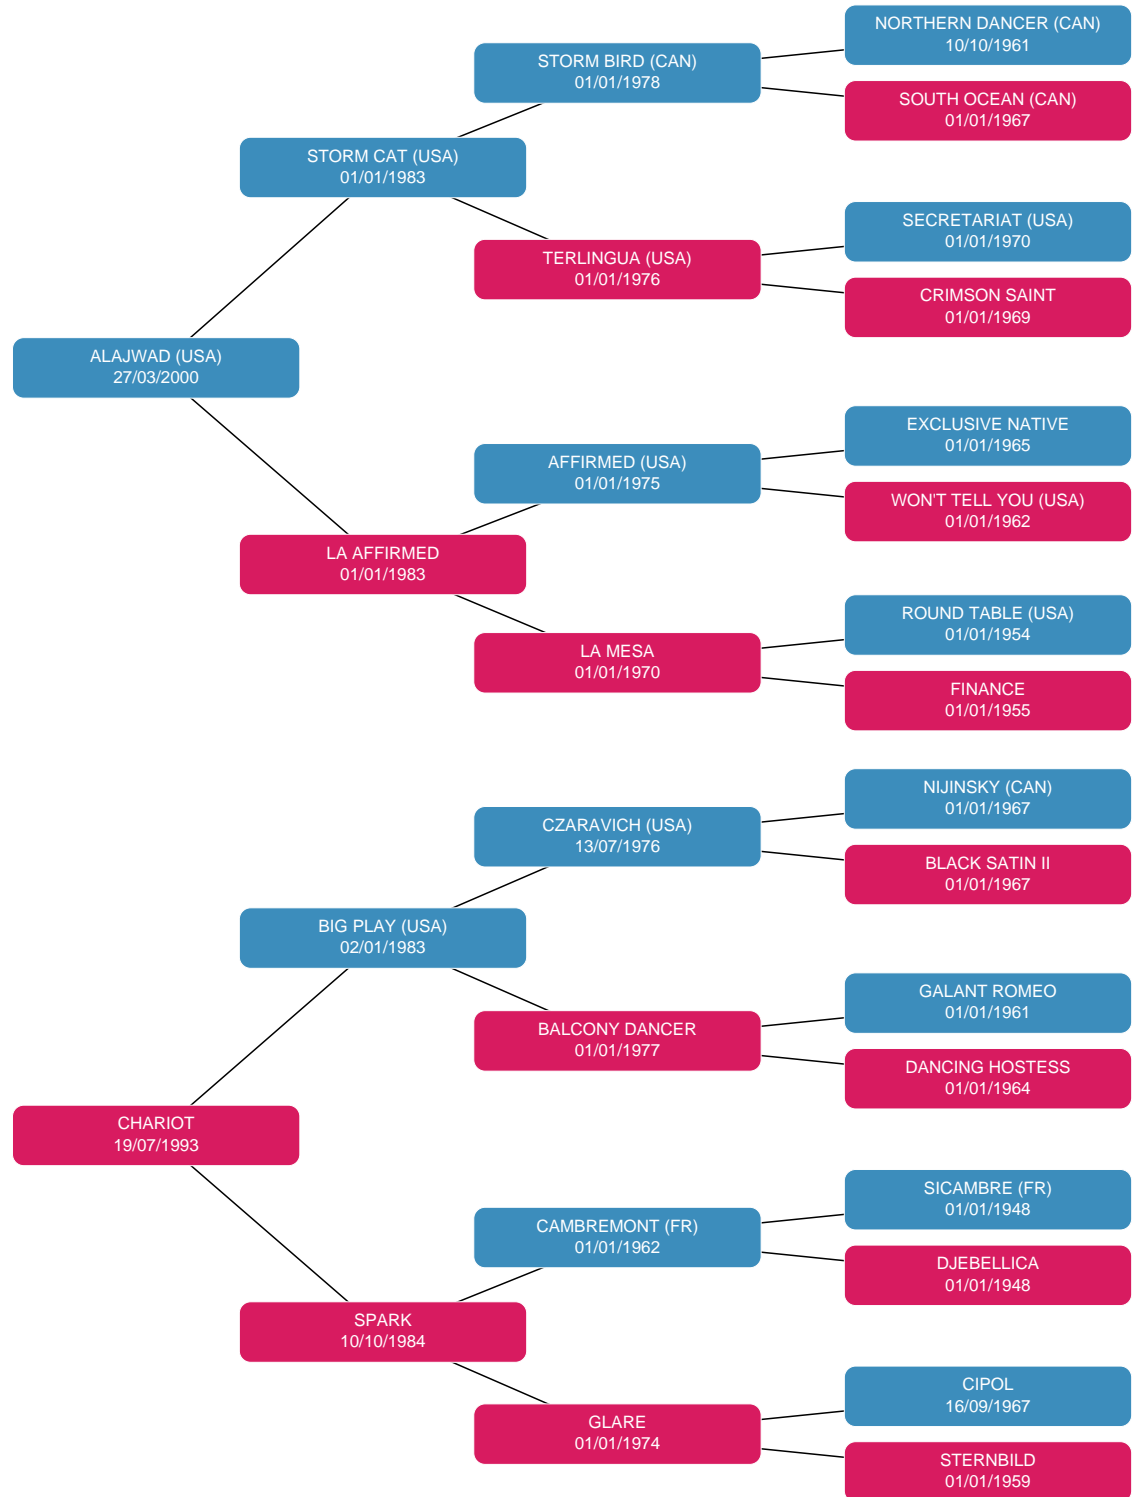 NORTHERN DANCER (CAN)
10/10/1961
STORM BIRD (CAN)
01/01/1978
SOUTH OCEAN (CAN)
01/01/1967
STORM CAT (USA)
01/01/1983
SECRETARIAT (USA)
01/01/1970
TERLINGUA (USA)
01/01/1976
CRIMSON SAINT
01/01/1969
ALAJWAD (USA)
27/03/2000
EXCLUSIVE NATIVE
01/01/1965
AFFIRMED (USA)
01/01/1975
WON'T TELL YOU (USA)
01/01/1962
LA AFFIRMED
01/01/1983
ROUND TABLE (USA)
01/01/1954
LA MESA
01/01/1970
FINANCE
01/01/1955
NIJINSKY (CAN)
01/01/1967
CZARAVICH (USA)
13/07/1976
BLACK SATIN II
01/01/1967
BIG PLAY (USA)
02/01/1983
GALANT ROMEO
01/01/1961
BALCONY DANCER
01/01/1977
DANCING HOSTESS
01/01/1964
CHARIOT
19/07/1993
SICAMBRE (FR)
01/01/1948
CAMBREMONT (FR)
01/01/1962
DJEBELLICA
01/01/1948
SPARK
10/10/1984
CIPOL
16/09/1967
GLARE
01/01/1974
STERNBILD
01/01/1959